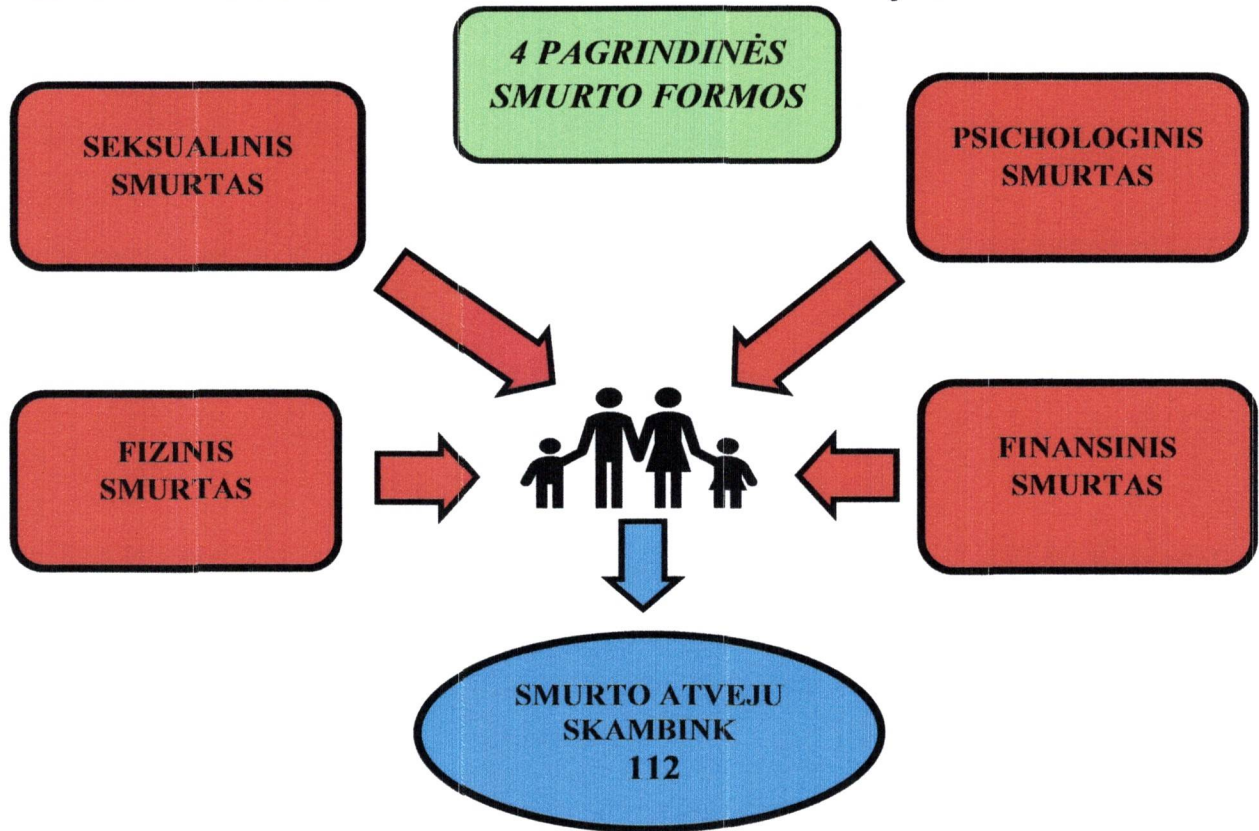 4 PAGRINDINĖS
SMURTO FORMOS
SEKSUALINIS
SMURTAS
PSICHOLOGINIS
SMURTAS
FIZINIS
SMURTAS
FINANSINIS
SMURTAS
SMURTO ATVEJU
SKAMBINK
112